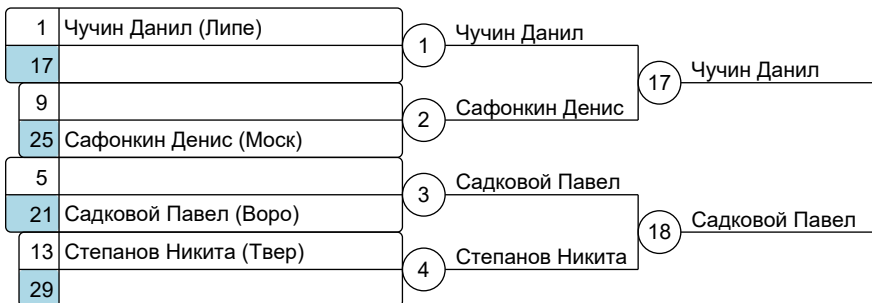 1 Чучин Данил (Липе)
17
1 Чучин Данил
9
25 Сафонкин Денис (Моск)
2 Сафонкин Денис
17 Чучин Данил
5
21 Садковой Павел (Воро)
3 Садковой Павел
13 Степанов Никита (Твер)
29
4 Степанов Никита
18 Садковой Павел